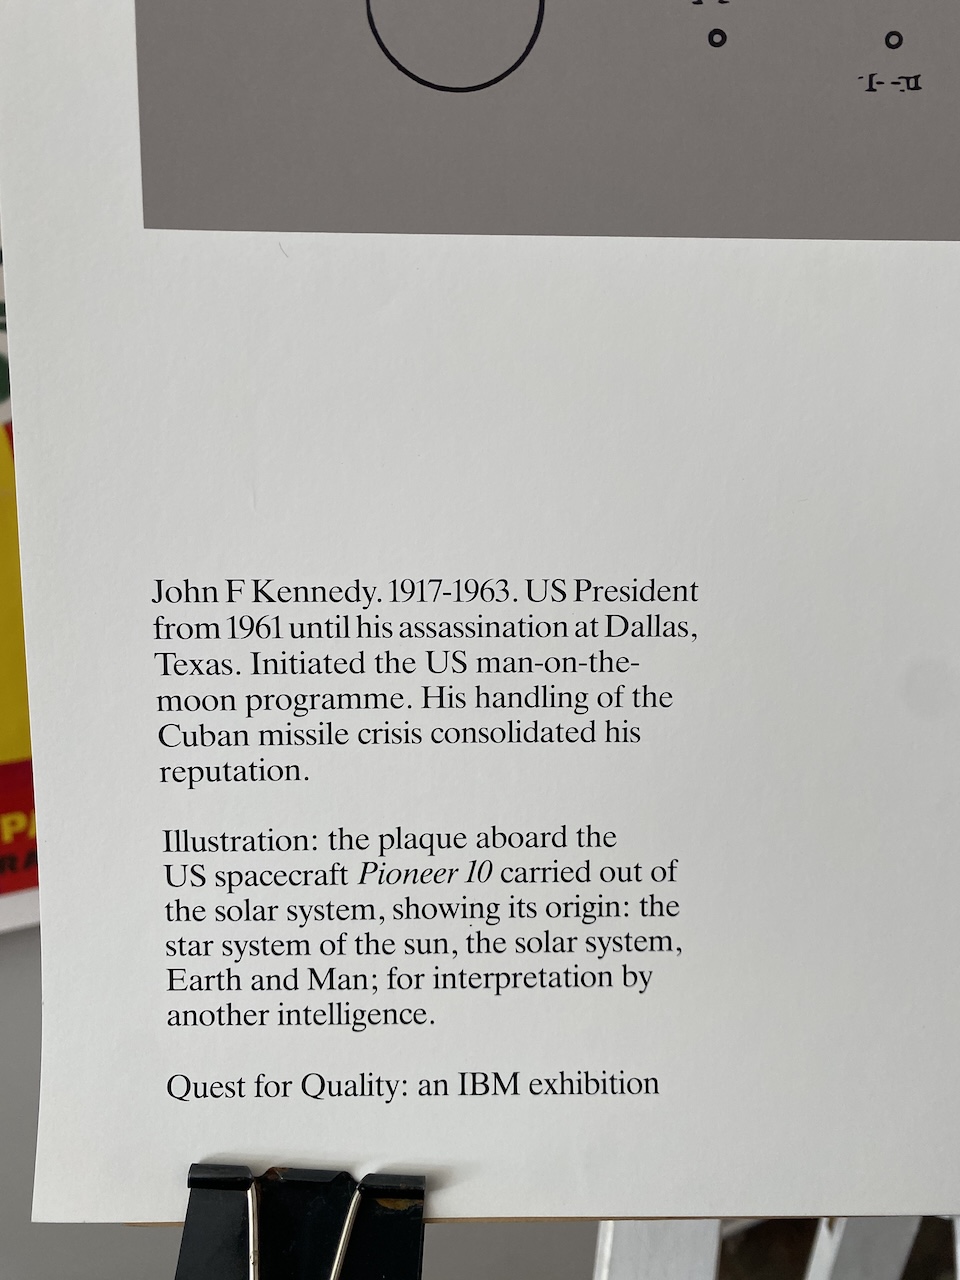 John F Kennedy. 1917-1963. US President
from 1961 until his assassination at Dallas,
Texas. Initiated the US man-on-the-
moon programme. His handling of the
Cuban missile crisis consolidated his
reputation.
Illustration: the plaque aboard the
US spacecraft Pioneer 10 carried out of
the solar system, showing its origin: the
star system of the sun, the solar system,
Earth and Man; for interpretation by
another intelligence.
Quest for Quality: an IBM exhibition